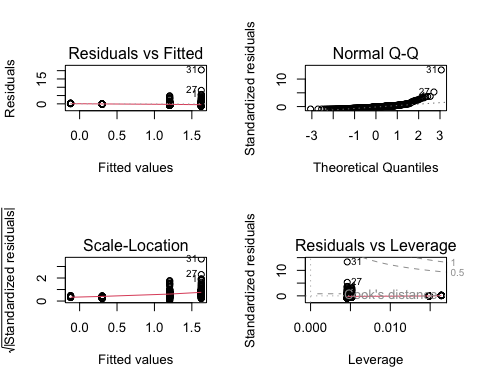 Residuals vs Fitted
Residuals
0 15
31
27
0.0 0.5 1.0 1.5
Fitted values
Normal Q-Q
Standardized residuals
0 10
31
27
-3 -1 0 1 2 3
Theoretical Quantiles
Scale-Location
√|Standardized residuals|
0 2
31
27
0.0 0.5 1.0 1.5
Fitted values
Residuals vs Leverage
Standardized residuals
0 10
31
27
1
0.5
Cook's distance
0.000 0.010
Leverage